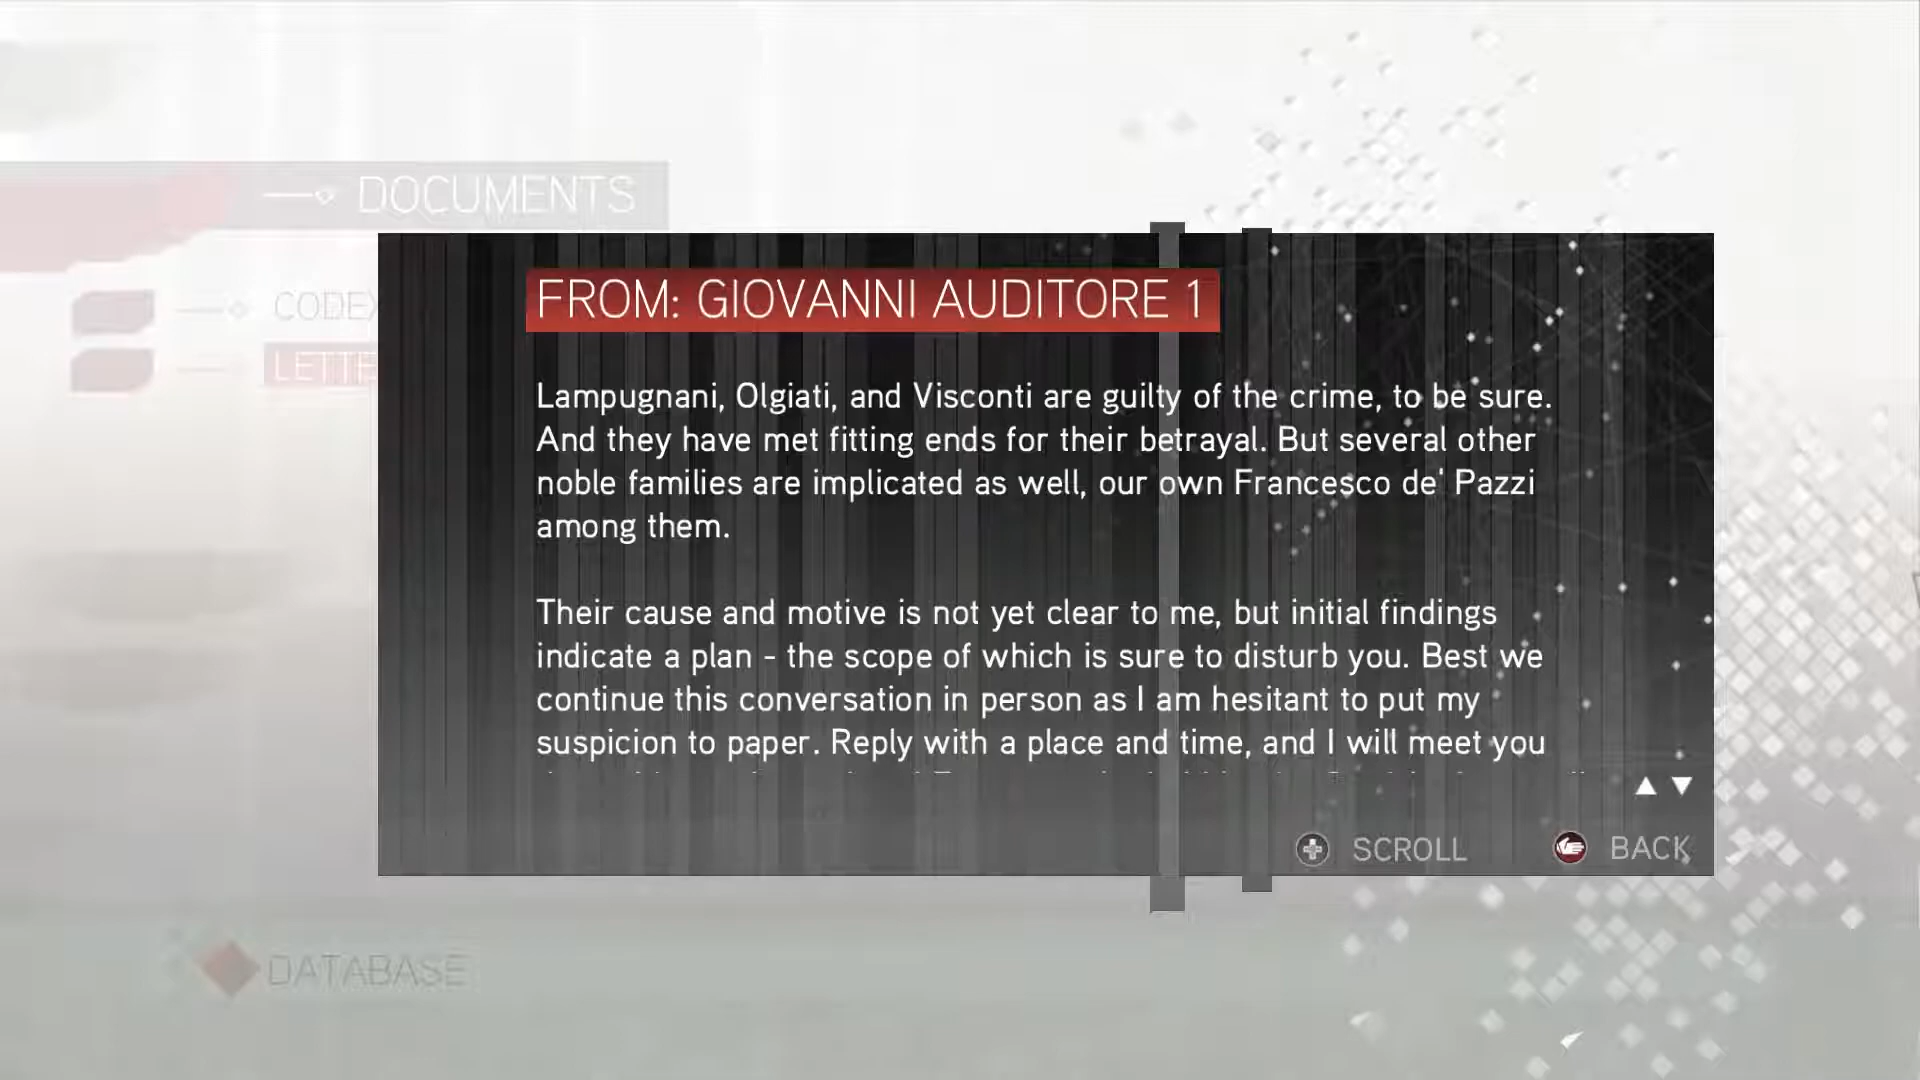 DOCUMENTS
CODEX
LETTE
FROM: GIOVANNI AUDITORE 1
Lampugnani, Olgiati, and Visconti are guilty of the crime, to be sure.
And they have met fitting ends for their betrayal. But several other
noble families are implicated as well, our own Francesco de' Pazzi
among them.
Their cause and motive is not yet clear to me, but initial findings
indicate a plan - the scope of which is sure to disturb you. Best we
continue this conversation in person as I am hesitant to put my
suspicion to paper. Reply with a place and time, and I will meet you
SCROLL
BACK
DATABASE